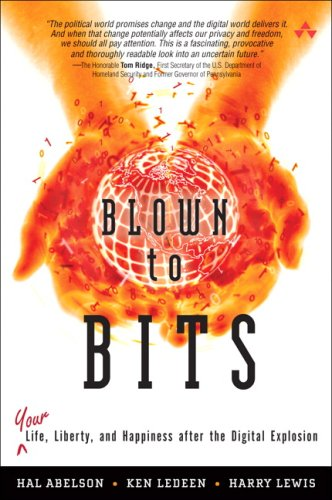 "The political world promises change and the digital world delivers it.
And when that change potentially affects our privacy and freedom,
we should all pay attention. This is a fascinating, provocative
and thoroughly readable look into an uncertain future."
—The Honorable Tom Ridge, First Secretary of the U.S. Department of
Homeland Security and Former Governor of Pennsylvania
BLOWN
to
BITS
Your
Life, Liberty, and Happiness after the Digital Explosion
HAL ABELSON • KEN LEDEEN • HARRY LEWIS